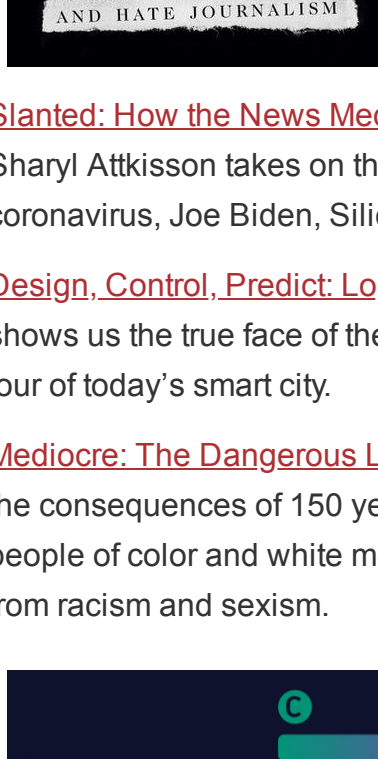 AND HATE JOURNALISM
Slanted: How the News Med
Sharyl Attkisson takes on th
coronavirus, Joe Biden, Sili
Design, Control, Predict: Lo
shows us the true face of the
our of today’s smart city.
Mediocre: The Dangerous L
he consequences of 150 ye
people of color and white m
rom racism and sexism.
C